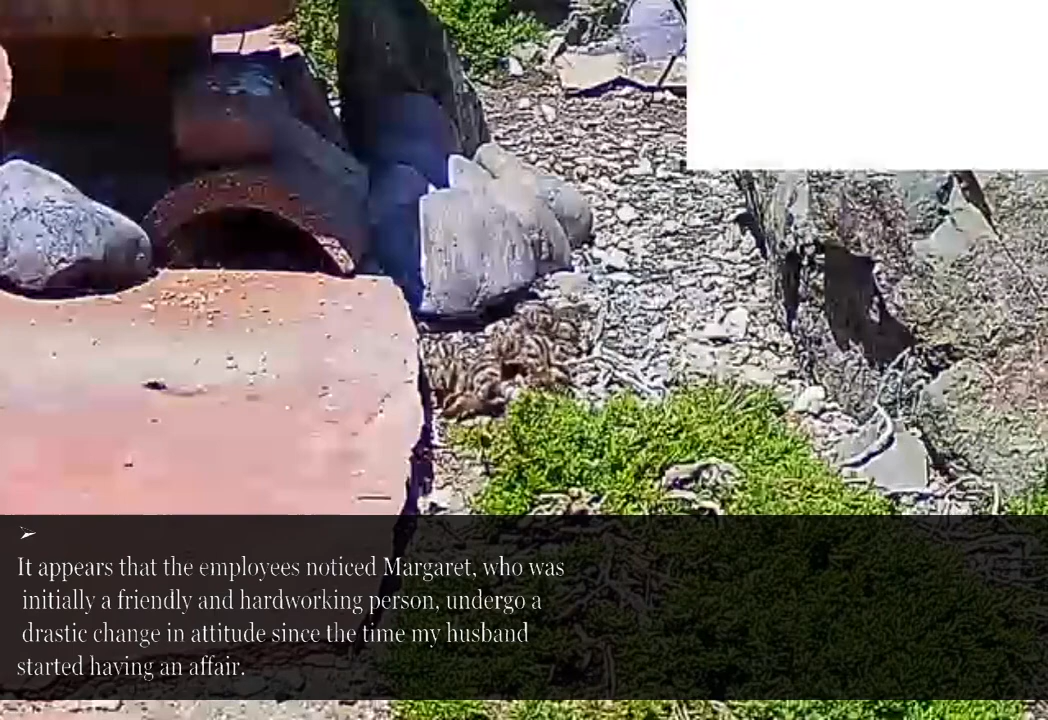 ➢
It appears that the employees noticed Margaret, who was
initially a friendly and hardworking person, undergo a
drastic change in attitude since the time my husband
started having an affair.